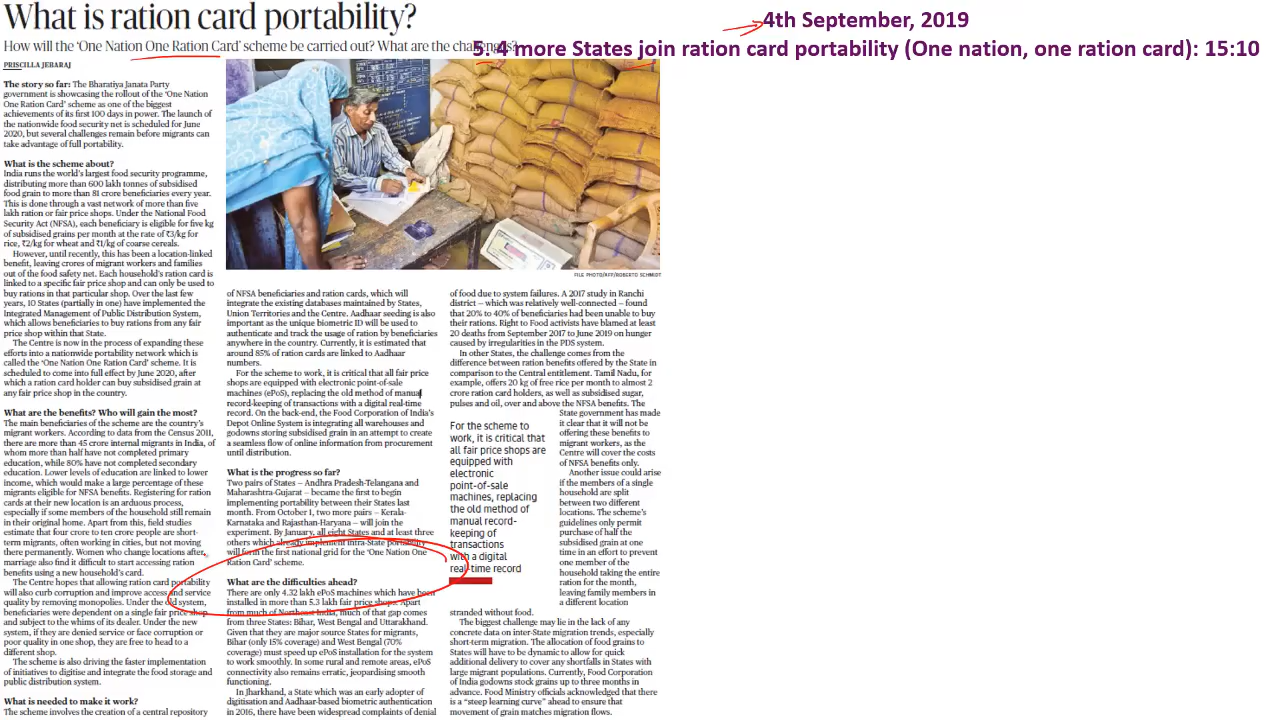 What is ration card portability?
How will the ‘One Nation One Ration Card’ scheme be carried out? What are the challenges?
PRISCILLA JEBARAJ
4th September, 2019
5. 4 more States join ration card portability (One nation, one ration card): 15:10
The story so far: The Bharatiya Janata Party
government is showcasing the rollout of the ‘One Nation
One Ration Card’ scheme as one of the biggest
achievements of its first 100 days in power. The launch of
the nationwide food security net is scheduled for June
2020, but several challenges remain before migrants can
take advantage of full portability.
What is the scheme about?
India runs the world's largest food security programme,
distributing more than 600 lakh tonnes of subsidised
food grain to more than 81 crore beneficiaries every year.
This is done through a vast network of more than five
lakh ration or fair price shops. Under the National Food
Security Act (NFSA), each beneficiary is eligible for five kg
of subsidised grains per month at the rate of ₹3/kg for
rice, ₹2/kg for wheat and ₹1/kg of coarse cereals.
However, until recently, this has been a location-linked
benefit, leaving crores of migrant workers and families
out of the food safety net. Each household's ration card is
linked to a specific fair price shop and can only be used to
buy rations in that particular shop. Over the last few
years, 10 States (partially in one) have implemented the
Integrated Management of Public Distribution System,
which allows beneficiaries to buy rations from any fair
price shop within that State.
The Centre is now in the process of expanding these
efforts into a nationwide portability network which is
called the ‘One Nation One Ration Card’ scheme. It is
scheduled to come into full effect by June 2020, after
which a ration card holder can buy subsidised grain at
any fair price shop in the country.
What are the benefits? Who will gain the most?
The main beneficiaries of the scheme are the country's
migrant workers. According to data from the Census 2011,
there are more than 45 crore internal migrants in India, of
whom more than half have not completed primary
education, while 80% have not completed secondary
education. Lower levels of education are linked to lower
income, which would make a large percentage of these
migrants eligible for NFSA benefits. Registering for ration
cards at their new location is an arduous process,
especially if some members of the household still remain
in their original home. Apart from this, field studies
estimate that four crore to ten crore people are short-
term migrants, often working in cities, but not moving
there permanently. Women who change locations after
marriage also find it difficult to start accessing ration
benefits using a new household's card.
The Centre hopes that allowing ration card portability
will also curb corruption and improve access and service
quality by removing monopolies. Under the old system,
beneficiaries were dependent on a single fair price shop
and subject to the whims of its dealer. Under the new
system, if they are denied service or face corruption or
poor quality in one shop, they are free to head to a
different shop.
The scheme is also driving the faster implementation
of initiatives to digitise and integrate the food storage and
public distribution system.
What is needed to make it work?
The scheme involves the creation of a central repository
FILE PHOTO/AFP/ROBERTO SCHMIDT
of NFSA beneficiaries and ration cards, which will
integrate the existing databases maintained by States,
Union Territories and the Centre. Aadhaar seeding is also
important as the unique biometric ID will be used to
authenticate and track the usage of ration by beneficiaries
anywhere in the country. Currently, it is estimated that
around 85% of ration cards are linked to Aadhaar
numbers.
For the scheme to work, it is critical that all fair price
shops are equipped with electronic point-of-sale
machines (ePoS), replacing the old method of manual
record-keeping of transactions with a digital real-time
record. On the back-end, the Food Corporation of India's
Depot Online System is integrating all warehouses and
godowns storing subsidised grain in an attempt to create
a seamless flow of online information from procurement
until distribution.
What is the progress so far?
Two pairs of States – Andhra Pradesh-Telangana and
Maharashtra-Gujarat – became the first to begin
implementing portability between their States last
month. From October 1, two more pairs – Kerala-
Karnataka and Rajasthan-Haryana – will join the
experiment. By January, all eight States and at least three
others which already implement intra-State portability
will form the first national grid for the ‘One Nation One
Ration Card’ scheme.
What are the difficulties ahead?
There are only 4.32 lakh ePoS machines which have been
installed in more than 5.3 lakh fair price shops. Apart
from much of Northeast India, much of that gap comes
from three States: Bihar, West Bengal and Uttarakhand.
Given that they are major source States for migrants,
Bihar (only 15% coverage) and West Bengal (70%
coverage) must speed up ePoS installation for the system
to work smoothly. In some rural and remote areas, ePoS
connectivity also remains erratic, jeopardising smooth
functioning.
In Jharkhand, a State which was an early adopter of
digitisation and Aadhaar-based biometric authentication
in 2016, there have been widespread complaints of denial
of food due to system failures. A 2017 study in Ranchi
district – which was relatively well-connected – found
that 20% to 40% of beneficiaries had been unable to buy
their rations. Right to Food activists have blamed at least
20 deaths from September 2017 to June 2019 on hunger
caused by irregularities in the PDS system.
In other States, the challenge comes from the
difference between ration benefits offered by the State in
comparison to the Central entitlement. Tamil Nadu, for
example, offers 20 kg of free rice per month to almost 2
crore ration card holders, as well as subsidised sugar,
pulses and oil, over and above the NFSA benefits. The
State government has made
it clear that it will not be
offering these benefits to
migrant workers, as the
Centre will cover the costs
of NFSA benefits only.
Another issue could arise
if the members of a single
household are split
between two different
locations. The scheme's
guidelines only permit
purchase of half the
subsidised grain at one
time in an effort to prevent
one member of the
household taking the entire
ration for the month,
leaving family members in
a different location
For the scheme to
work, it is critical that
all fair price shops are
equipped with
electronic
point-of-sale
machines, replacing
the old method of
manual record-
keeping of
transactions
with a digital
real-time record
stranded without food.
The biggest challenge may lie in the lack of any
concrete data on inter-State migration trends, especially
short-term migration. The allocation of food grains to
States will have to be dynamic to allow for quick
additional delivery to cover any shortfalls in States with
large migrant populations. Currently, Food Corporation
of India godowns stock grains up to three months in
advance. Food Ministry officials acknowledged that there
is a “steep learning curve” ahead to ensure that
movement of grain matches migration flows.